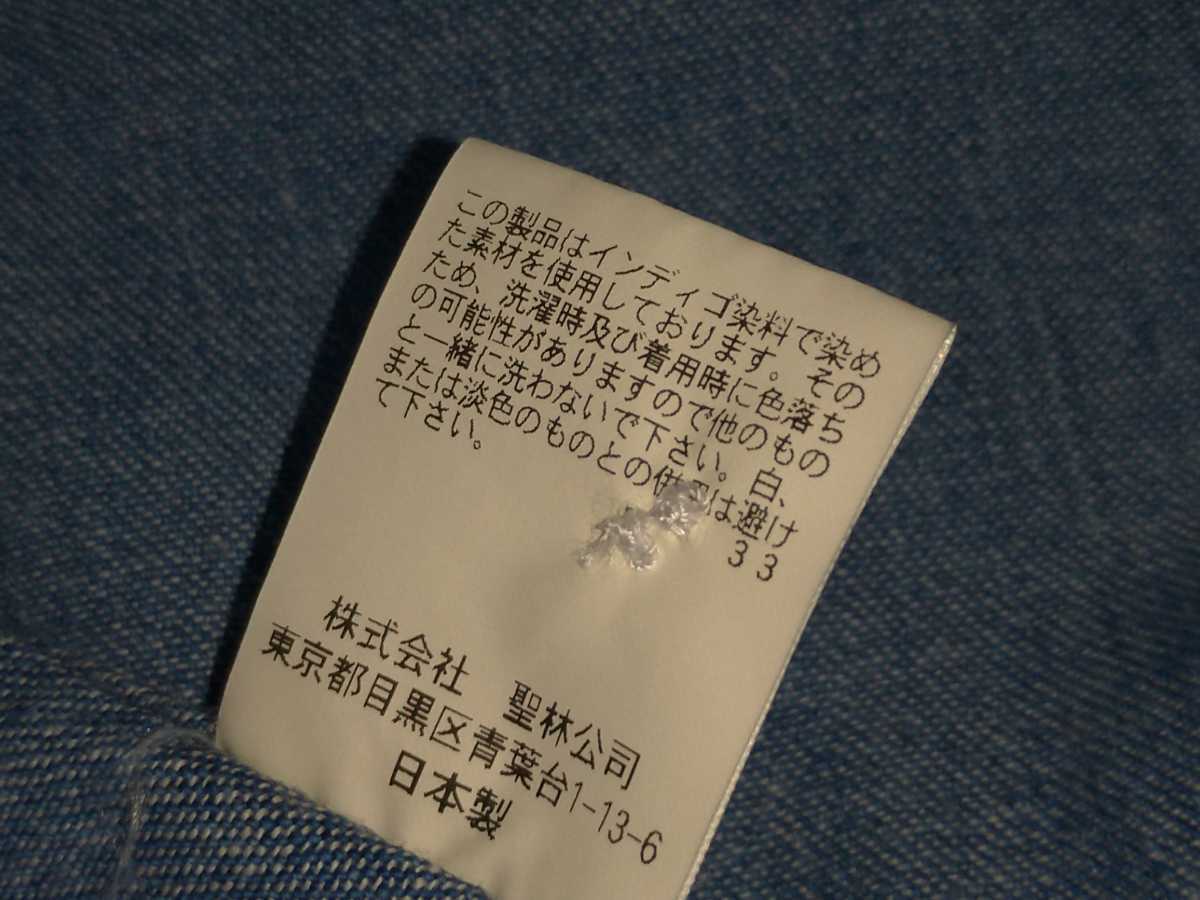 この製品はインディゴ染料で染め
た素材を使用しております。その
ため、洗濯時及び着用時に色落ち
の可能性がありますので他のもの
と一緒に洗わないで下さい。白、
または淡色のものとの併用は避け
て下さい。
33
株式会社 聖林公司
東京都目黒区青葉台1-13-6
日本製